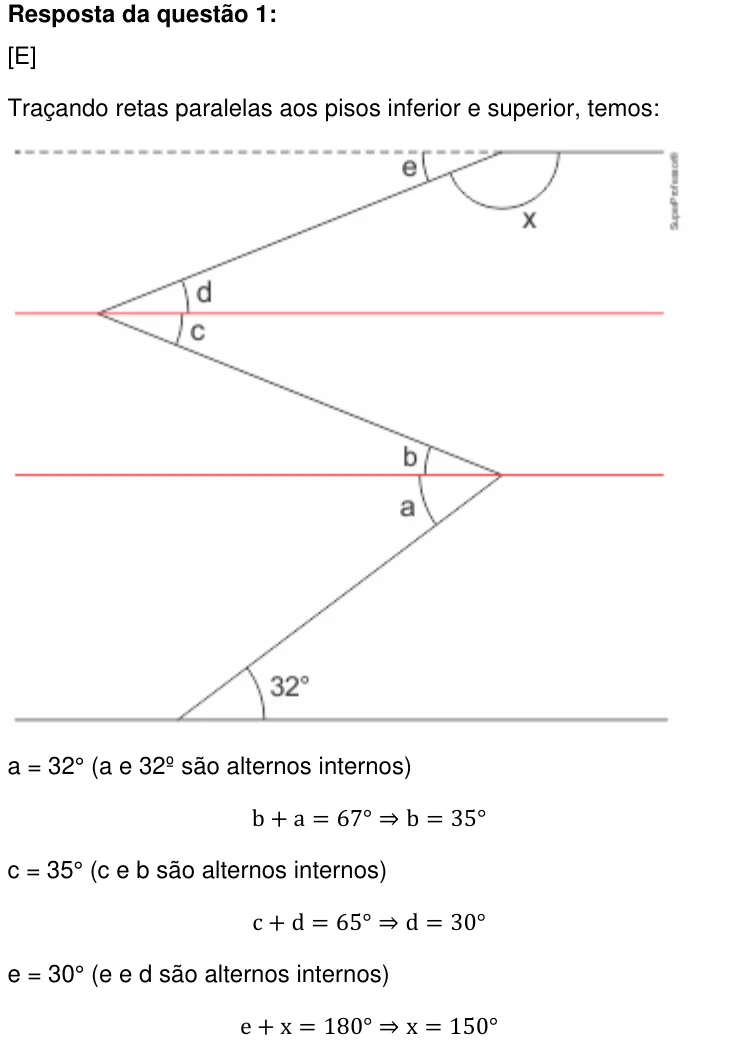 Resposta da questão 1:
[E]
Traçando retas paralelas aos pisos inferior e superior, temos:
e
x
SuperProfessor®
d
c
b
a
32°
a = 32° (a e 32º são alternos internos)
b + a = 67° ⇒ b = 35°
c = 35° (c e b são alternos internos)
c + d = 65° ⇒ d = 30°
e = 30° (e e d são alternos internos)
e + x = 180° ⇒ x = 150°